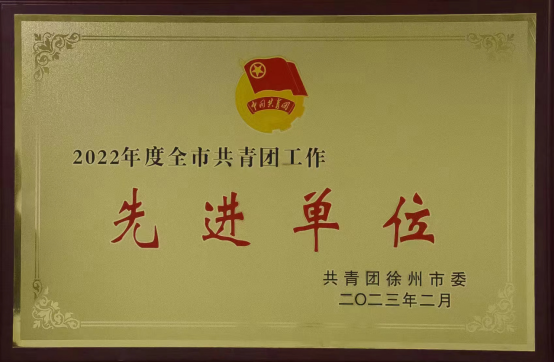 中国共青团
2022年度全市共青团工作
先进单位
共青团徐州市委
二〇二三年二月